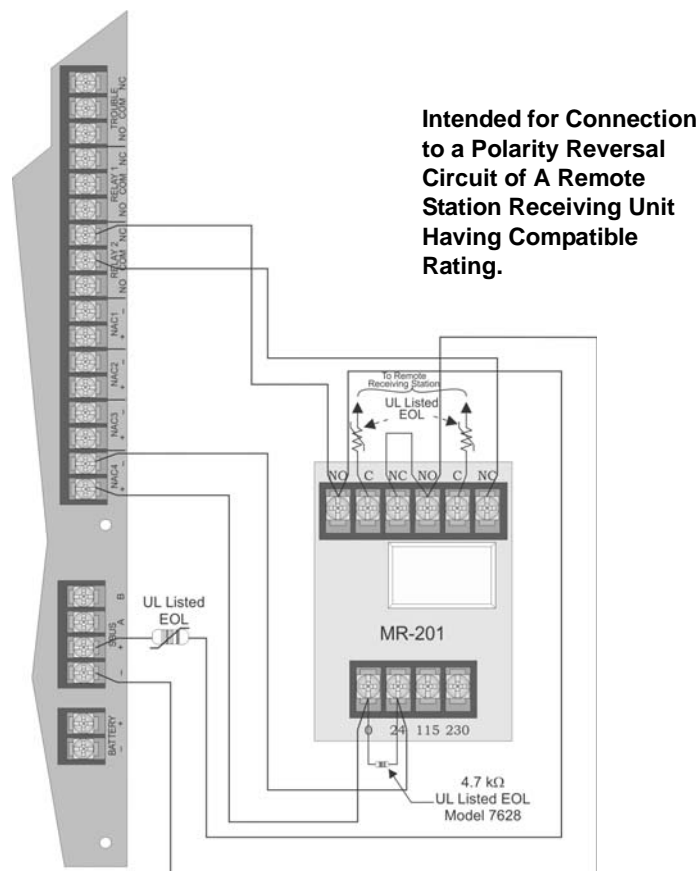 Intended for Connection
to a Polarity Reversal
Circuit of A Remote
Station Receiving Unit
Having Compatible
Rating.
NC
COM
NO
TROUBLE
NC
COM
NO
RELAY 1
NC
COM
NO
RELAY 2
–
+
NAC1
–
+
NAC2
–
+
NAC3
–
+
NAC4
B
A
+
–
SBUS
+
–
BATTERY
UL Listed
EOL
To Remote
Receiving Station
UL Listed
EOL
NO C NC NO C NC
MR-201
0 24 115 230
4.7 kΩ
UL Listed EOL
Model 7628